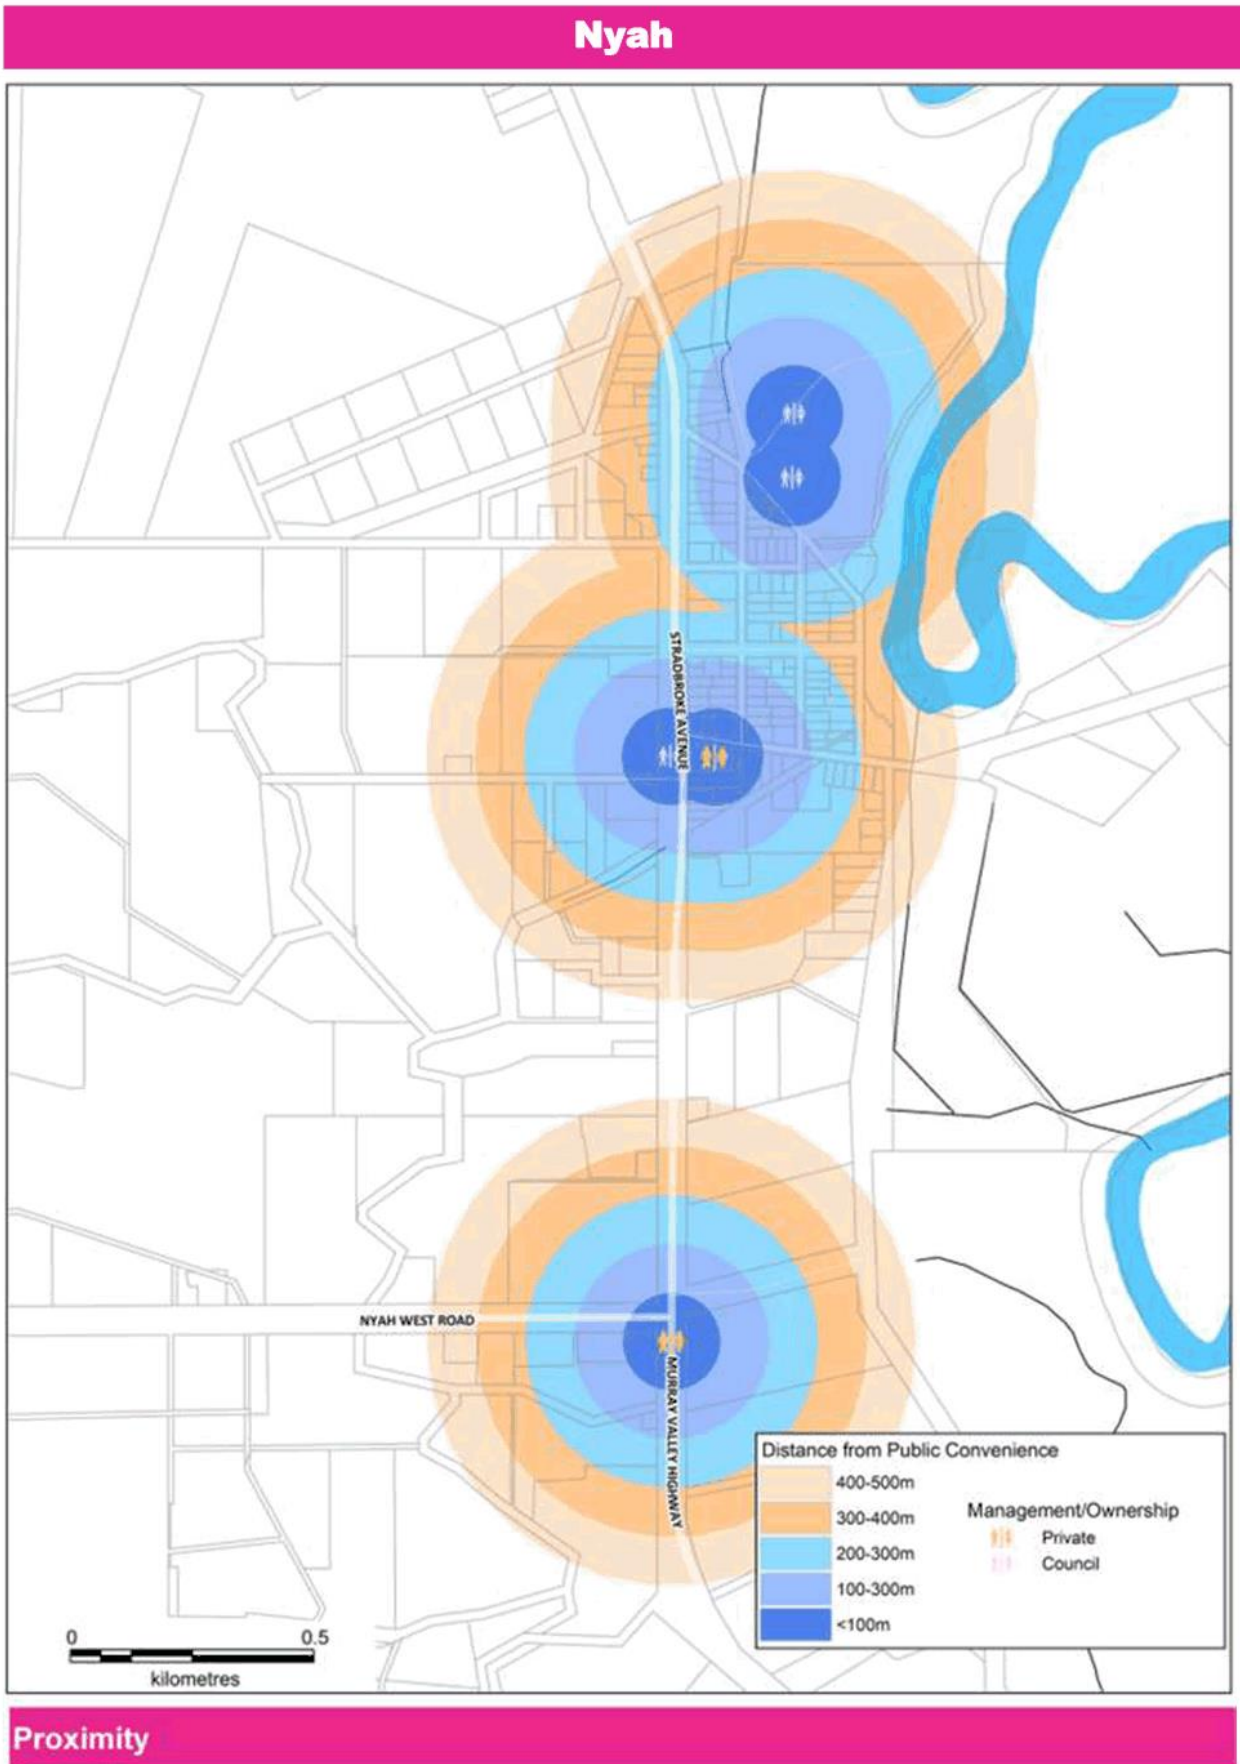 Nyah
STRADBROKE AVENUE
NYAH WEST ROAD
MURRAY VALLEY HIGHWAY
Distance from Public Convenience
400-500m
300-400m
200-300m
100-300m
<100m
Management/Ownership
Private
Council
0 0.5
kilometres
Proximity